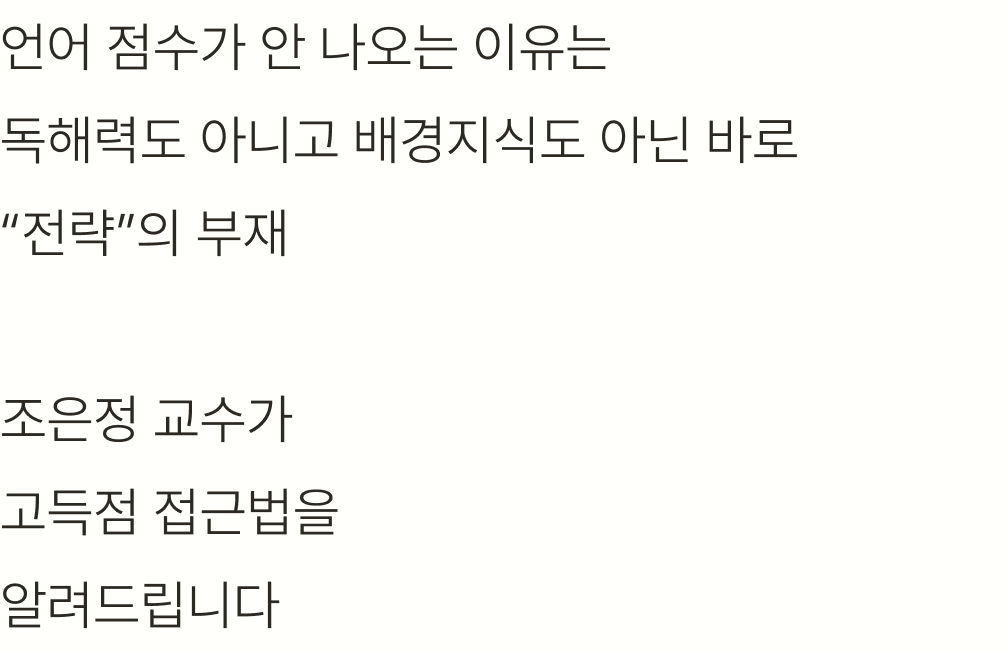 언어 점수가 안 나오는 이유는
독해력도 아니고 배경지식도 아닌 바로
“전략”의 부재
조은정 교수가
고득점 접근법을
알려드립니다